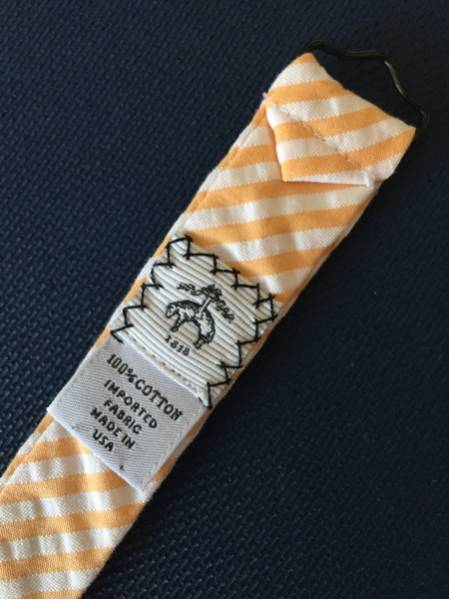 1818
100% COTTON
IMPORTED
FABRIC
MADE IN
USA